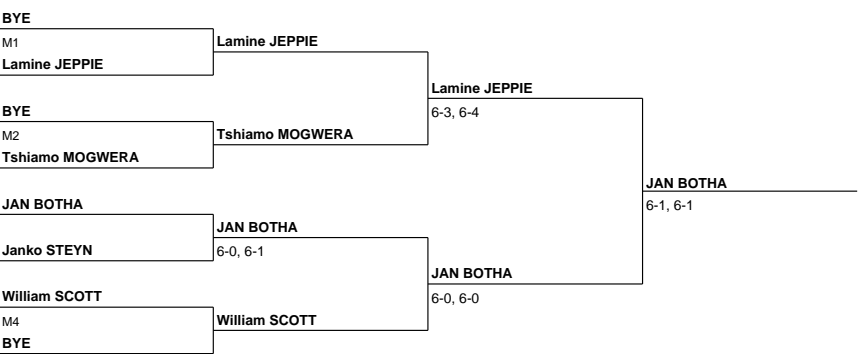 BYE
M1
Lamine JEPPIE
BYE
M2
Tshiamo MOGWERA
JAN BOTHA
Janko STEYN
William SCOTT
M4
BYE
Lamine JEPPIE
Tshiamo MOGWERA
JAN BOTHA
6-0, 6-1
William SCOTT
Lamine JEPPIE
6-3, 6-4
JAN BOTHA
6-0, 6-0
JAN BOTHA
6-1, 6-1